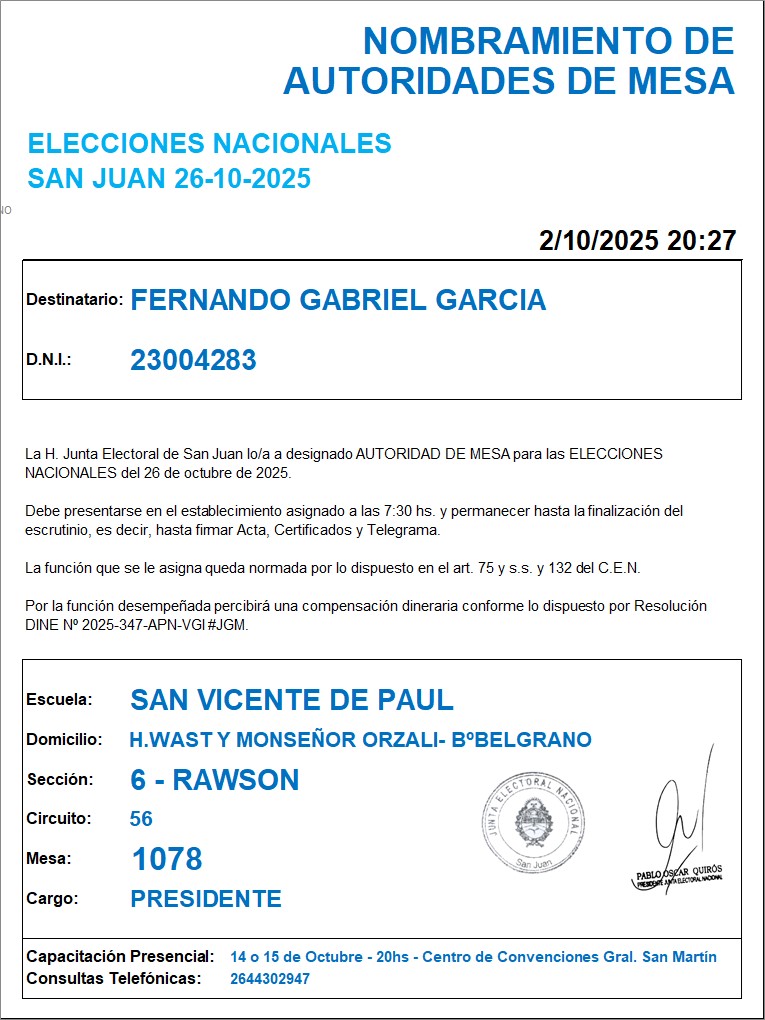 NOMBRAMIENTO DE
AUTORIDADES DE MESA
ELECCIONES NACIONALES
SAN JUAN 26-10-2025
NO
2/10/2025 20:27
Destinatario: FERNANDO GABRIEL GARCIA
D.N.I.: 23004283
La H. Junta Electoral de San Juan lo/a a designado AUTORIDAD DE MESA para las ELECCIONES
NACIONALES del 26 de octubre de 2025.
Debe presentarse en el establecimiento asignado a las 7:30 hs. y permanecer hasta la finalización del
escrutinio, es decir, hasta firmar Acta, Certificados y Telegrama.
La función que se le asigna queda normada por lo dispuesto en el art. 75 y s.s. y 132 del C.E.N.
Por la función desempeñada percibirá una compensación dineraria conforme lo dispuesto por Resolución
DINE Nº 2025-347-APN-VGI#JGM.
Escuela: SAN VICENTE DE PAUL
Domicilio: H.WAST Y MONSEÑOR ORZALI- BºBELGRANO
Sección: 6 - RAWSON
Circuito: 56
Mesa: 1078
Cargo: PRESIDENTE
JUNTA ELECTORAL NACIONAL
San Juan
PABLO OSCAR QUIRÓS
PRESIDENTE JUNTA ELECTORAL NACIONAL
Capacitación Presencial: 14 o 15 de Octubre - 20hs - Centro de Convenciones Gral. San Martín
Consultas Telefónicas: 2644302947